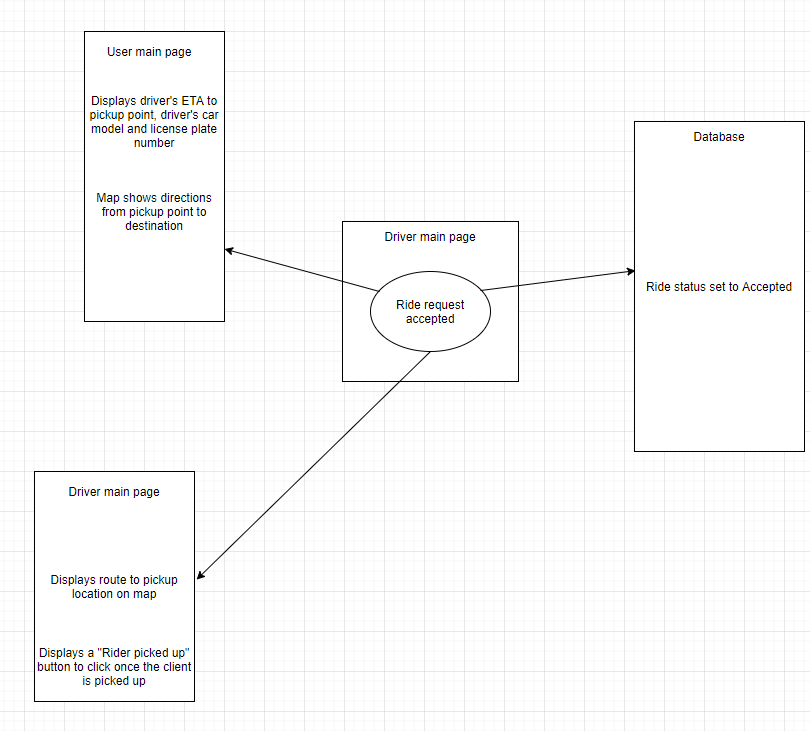 User main page
Displays driver's ETA to
pickup point, driver's car
model and license plate
number
Map shows directions
from pickup point to
destination
Driver main page
Ride request
accepted
Database
Ride status set to Accepted
Driver main page
Displays route to pickup
location on map
Displays a "Rider picked up"
button to click once the client
is picked up